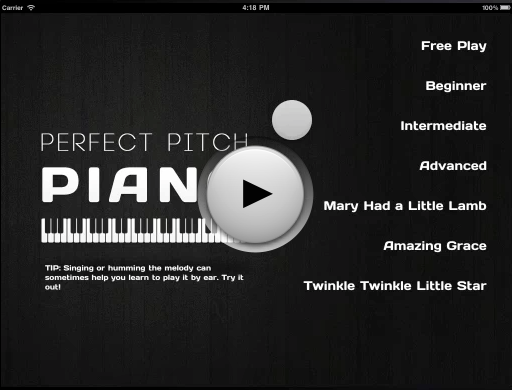 Carrier 4:18 PM 100%
Free Play
Beginner
Intermediate
Advanced
Mary Had a Little Lamb
Amazing Grace
Twinkle Twinkle Little Star
PERFECT PITCH
PIAN
TIP: Singing or humming the melody can
sometimes help you learn to play it by ear. Try it
out!